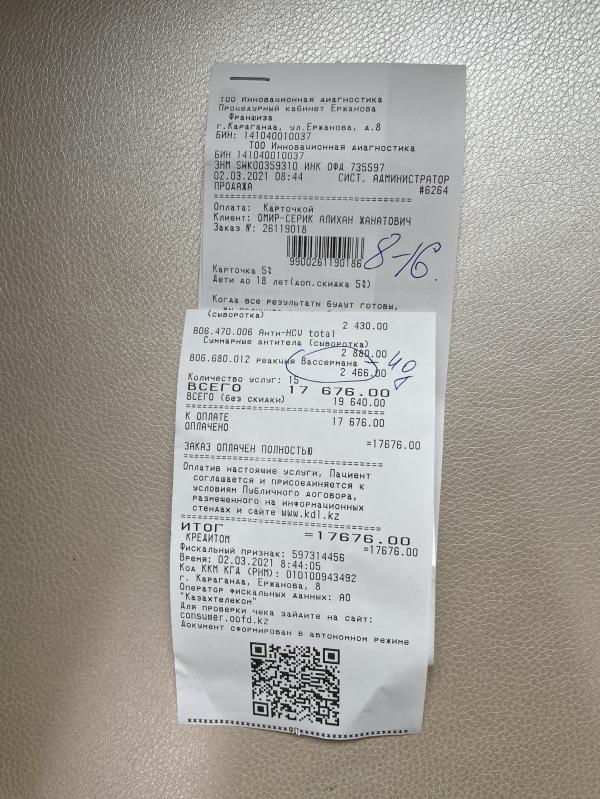 ТОО Инновационная диагностика
Процедурный кабинет Ержанова
Франшиза
г.Караганда, ул.Ержанова, д.8
БИН: 141040010037
ТОО Инновационная диагностика
БИН 141040010037
ЗНМ SWK00359310 ИНК ОФД 735597
02.03.2021 08:44 СИСТ. АДМИНИСТРАТОР
ПРОДАЖА #6264
Оплата: Карточкой
Клиент: ОМИР-СЕРИК АЛИХАН ЖАНАТОВИЧ
Заказ №: 26119018
9900261190186
8-16
Карточка 5%
Дети до 18 лет(доп.скидка 5%)
Когда все результаты будут готовы,
(сыворотка)
2 430.00
B06.470.006 Анти-HCV total
Суммарные антитела (сыворотка)
2 880.00
B06.680.012 реакция Вассермана
2 466.00
Количество услуг: 15
ВСЕГО 17 676.00
ВСЕГО (без скидки) 19 640.00
К ОПЛАТЕ 17 676.00
ОПЛАЧЕНО
=17676.00
ЗАКАЗ ОПЛАЧЕН ПОЛНОСТЬЮ
Оплатив настоящие услуги, Пациент
соглашается и присоединяется к
условиям Публичного договора,
размещенного на информационных
стендах и сайте www.kdl.kz
ИТОГ =17676.00
КРЕДИТОМ =17676.00
Фискальный признак: 597314456
Время: 02.03.2021 8:44:05
Код ККМ КГД (РНМ): 010100943492
г. Караганда, Ержанова, 8
Оператор фискальных данных: АО
"Казахтелеком"
Для проверки чека зайдите на сайт:
consumer.oofd.kz
Документ сформирован в автономном режиме